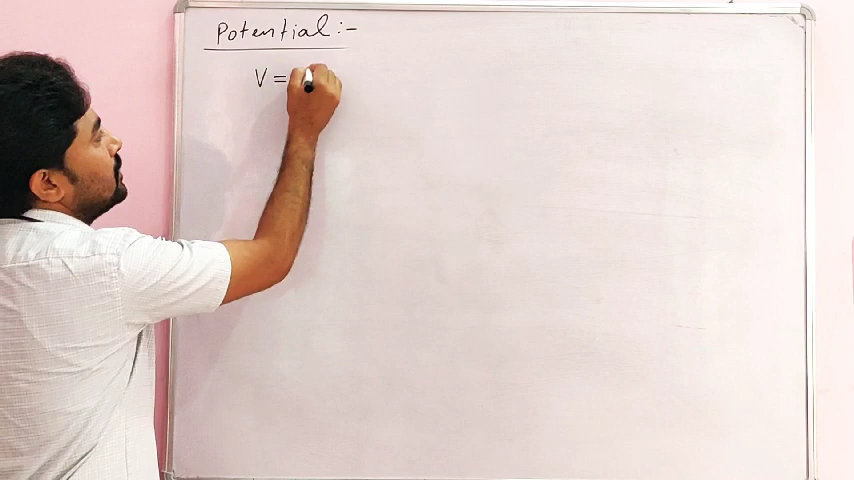 Potential :-
V =